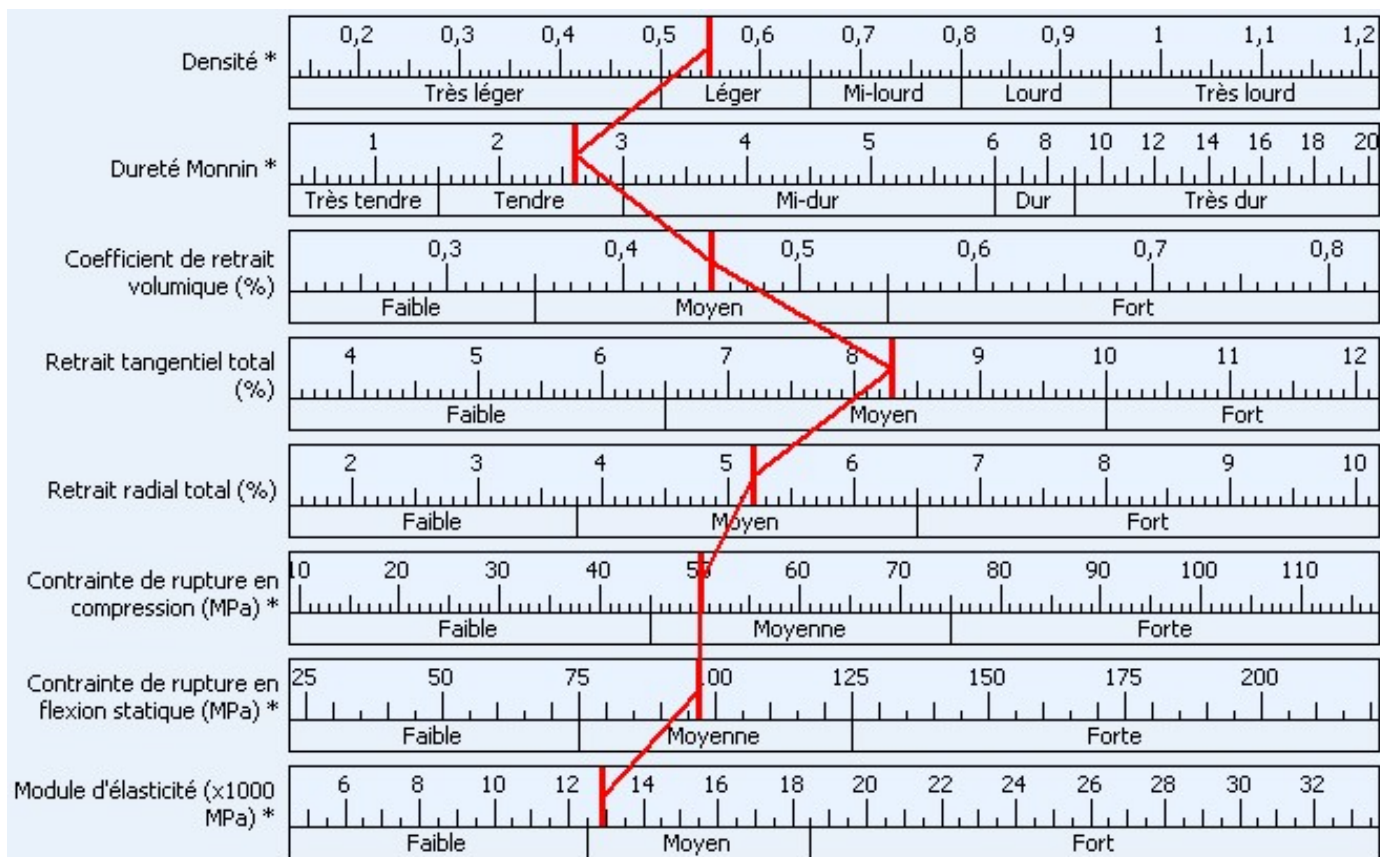 0,2 0,3 0,4 0,5 0,6 0,7 0,8 0,9 1 1,1 1,2
Densité *
Très léger Léger Mi-lourd Lourd Très lourd
1 2 3 4 5 6 8 10 12 14 16 18 20
Dureté Monnin *
Très tendre Tendre Mi-dur Dur Très dur
0,3 0,4 0,5 0,6 0,7 0,8
Coefficient de retrait
volumique (%)
Faible Moyen Fort
4 5 6 7 8 9 10 11 12
Retrait tangentiel total
(%)
Faible Moyen Fort
2 3 4 5 6 7 8 9 10
Retrait radial total (%)
Faible Moyen Fort
10 20 30 40 50 60 70 80 90 100 110
Contrainte de rupture en
compression (MPa) *
Faible Moyenne Forte
25 50 75 100 125 150 175 200
Contrainte de rupture en
flexion statique (MPa) *
Faible Moyenne Forte
6 8 10 12 14 16 18 20 22 24 26 28 30 32
Module d'élasticité (x1000
MPa) *
Faible Moyen Fort